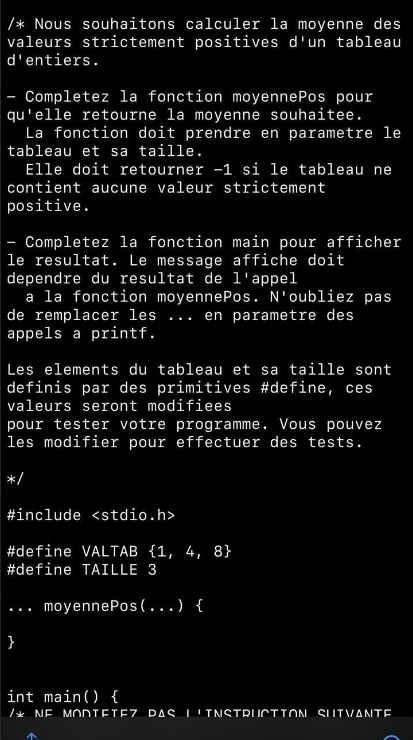 /* Nous souhaitons calculer la moyenne des
valeurs strictement positives d'un tableau
d'entiers.
– Completez la fonction moyennePos pour
qu'elle retourne la moyenne souhaitee.
La fonction doit prendre en parametre le
tableau et sa taille.
Elle doit retourner –1 si le tableau ne
contient aucune valeur strictement
positive.
– Completez la fonction main pour afficher
le resultat. Le message affiche doit
dependre du resultat de l'appel
a la fonction moyennePos. N'oubliez pas
de remplacer les ... en parametre des
appels a printf.
Les elements du tableau et sa taille sont
definis par des primitives #define, ces
valeurs seront modifiees
pour tester votre programme. Vous pouvez
les modifier pour effectuer des tests.
*/
#include <stdio.h>
#define VALTAB {1, 4, 8}
#define TAILLE 3
... moyennePos(...) {
}
int main() {
/* NE MODIFIEZ PAS L'INSTRUCTION SUIVANTE